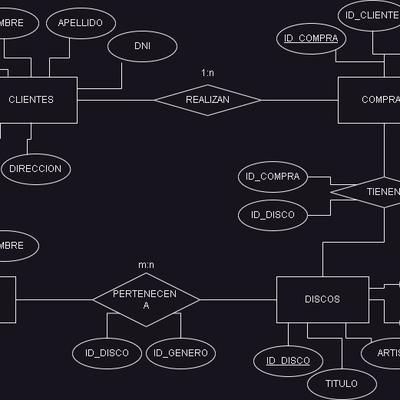 MBRE
APELLIDO
DNI
ID_COMPRA
ID_CLIENTE
1:n
CLIENTES
REALIZAN
COMPRA
DIRECCION
ID_COMPRA
TIENEN
ID_DISCO
MBRE
m:n
PERTENECEN
A
DISCOS
ID_DISCO
ID_GENERO
ID_DISCO
ARTIS
TITULO